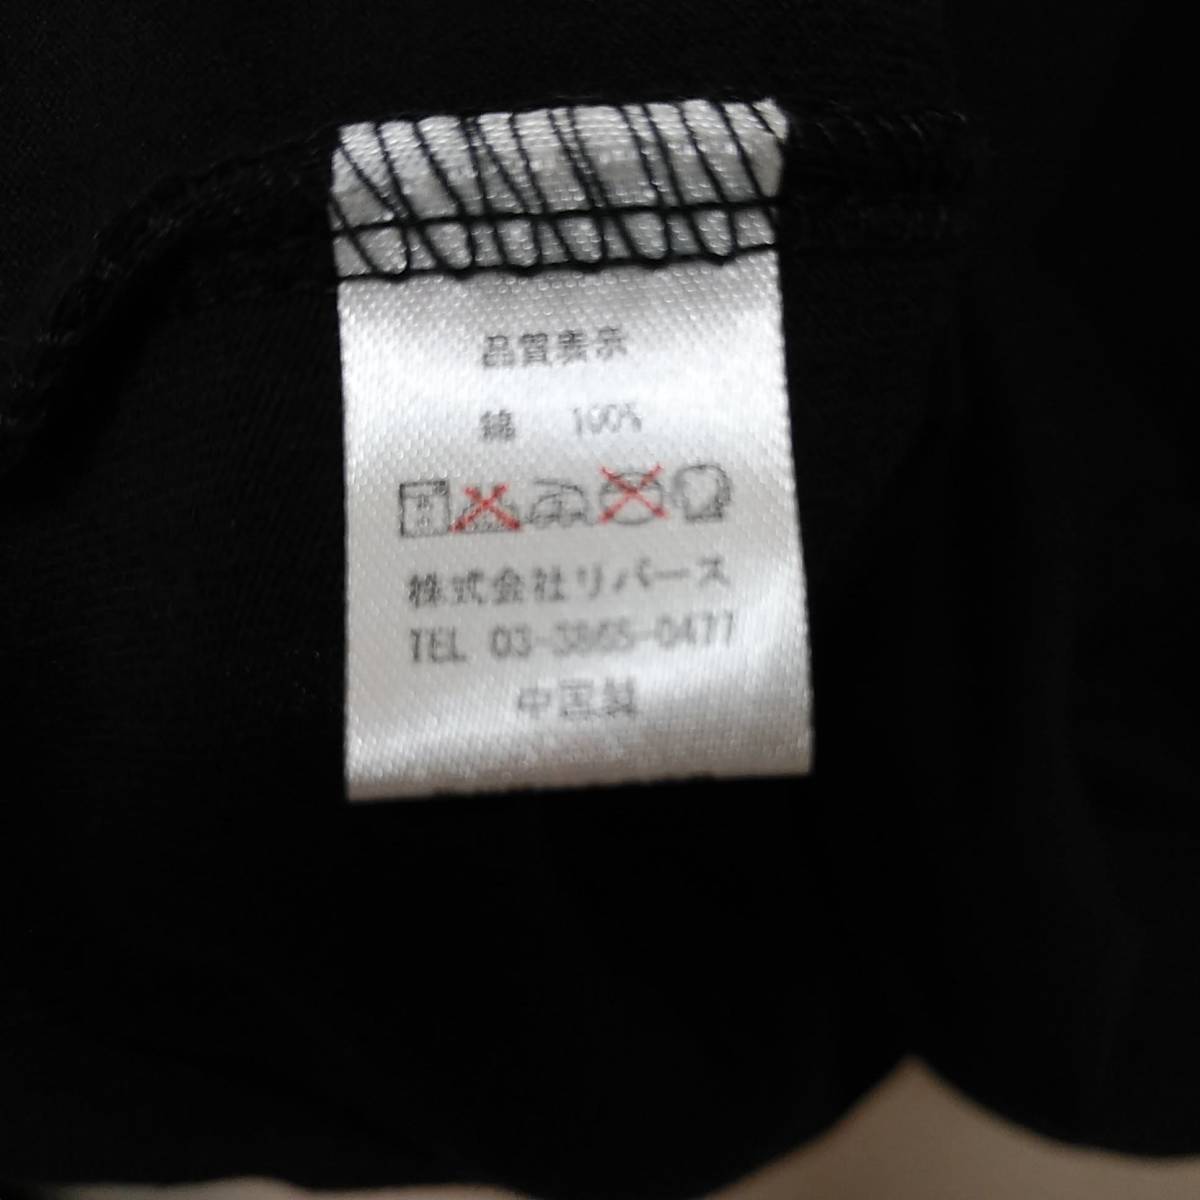 品質表示
綿 100%
株式会社リバース
TEL 03-3865-0477
中国製